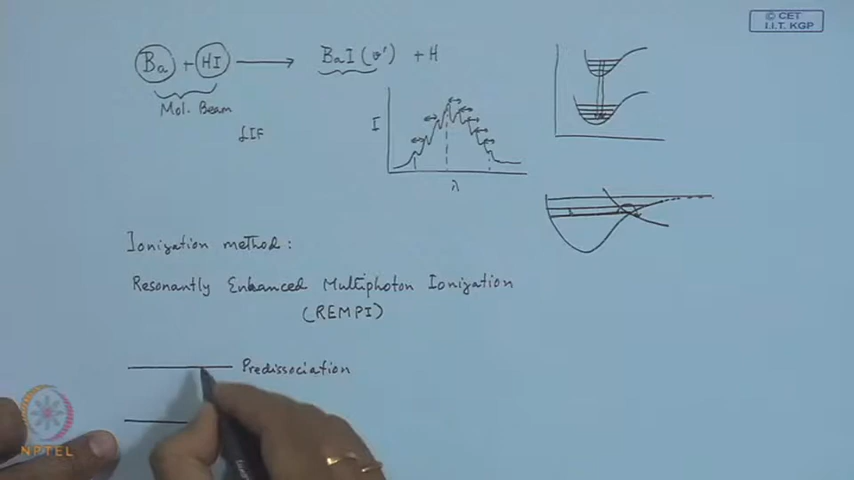 © CET
I.I.T. KGP
Ba + HI → BaI (v') + H
Mol. Beam
LIF
I
λ
Ionization method :
Resonantly Enhanced Multiphoton Ionization
(REMPI)
Predissociation
NPTEL